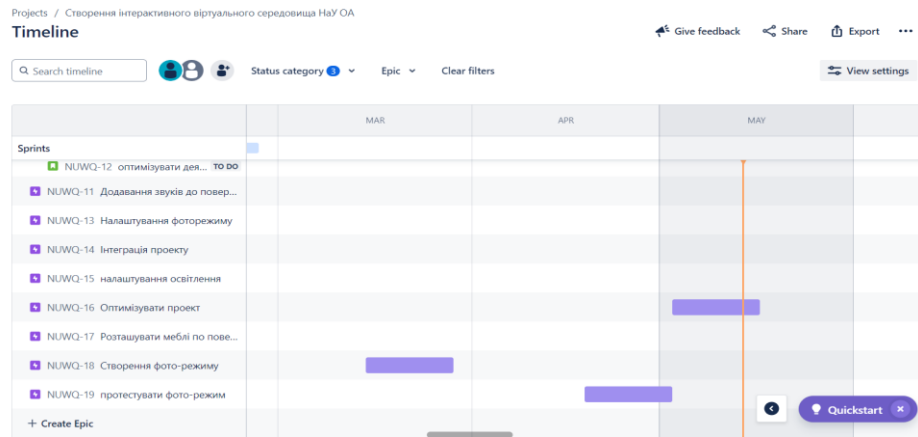 Projects / Створення інтерактивного віртуального середовища НаУ ОА
Timeline
Give feedback Share Export
Search timeline Status category 3 Epic Clear filters View settings
MAR APR MAY
Sprints
NUWQ-12 оптимізувати дея... TO DO
NUWQ-11 Додавання звуків до повер...
NUWQ-13 Налаштування фоторежиму
NUWQ-14 Інтеграція проекту
NUWQ-15 налаштування освітлення
NUWQ-16 Оптимізувати проект
NUWQ-17 Розташувати меблі по пове...
NUWQ-18 Створення фото-режиму
NUWQ-19 протестувати фото-режим
+ Create Epic
Quickstart